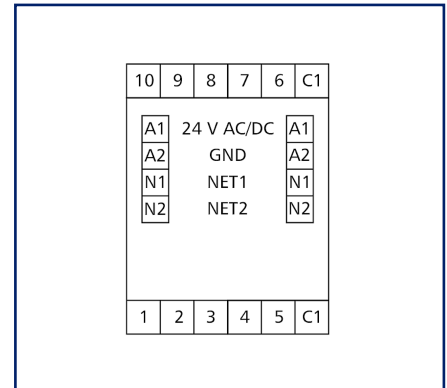 10 9 8 7 6 C1
A1 24 V AC/DC A1
A2 GND A2
N1 NET1 N1
N2 NET2 N2
1 2 3 4 5 C1